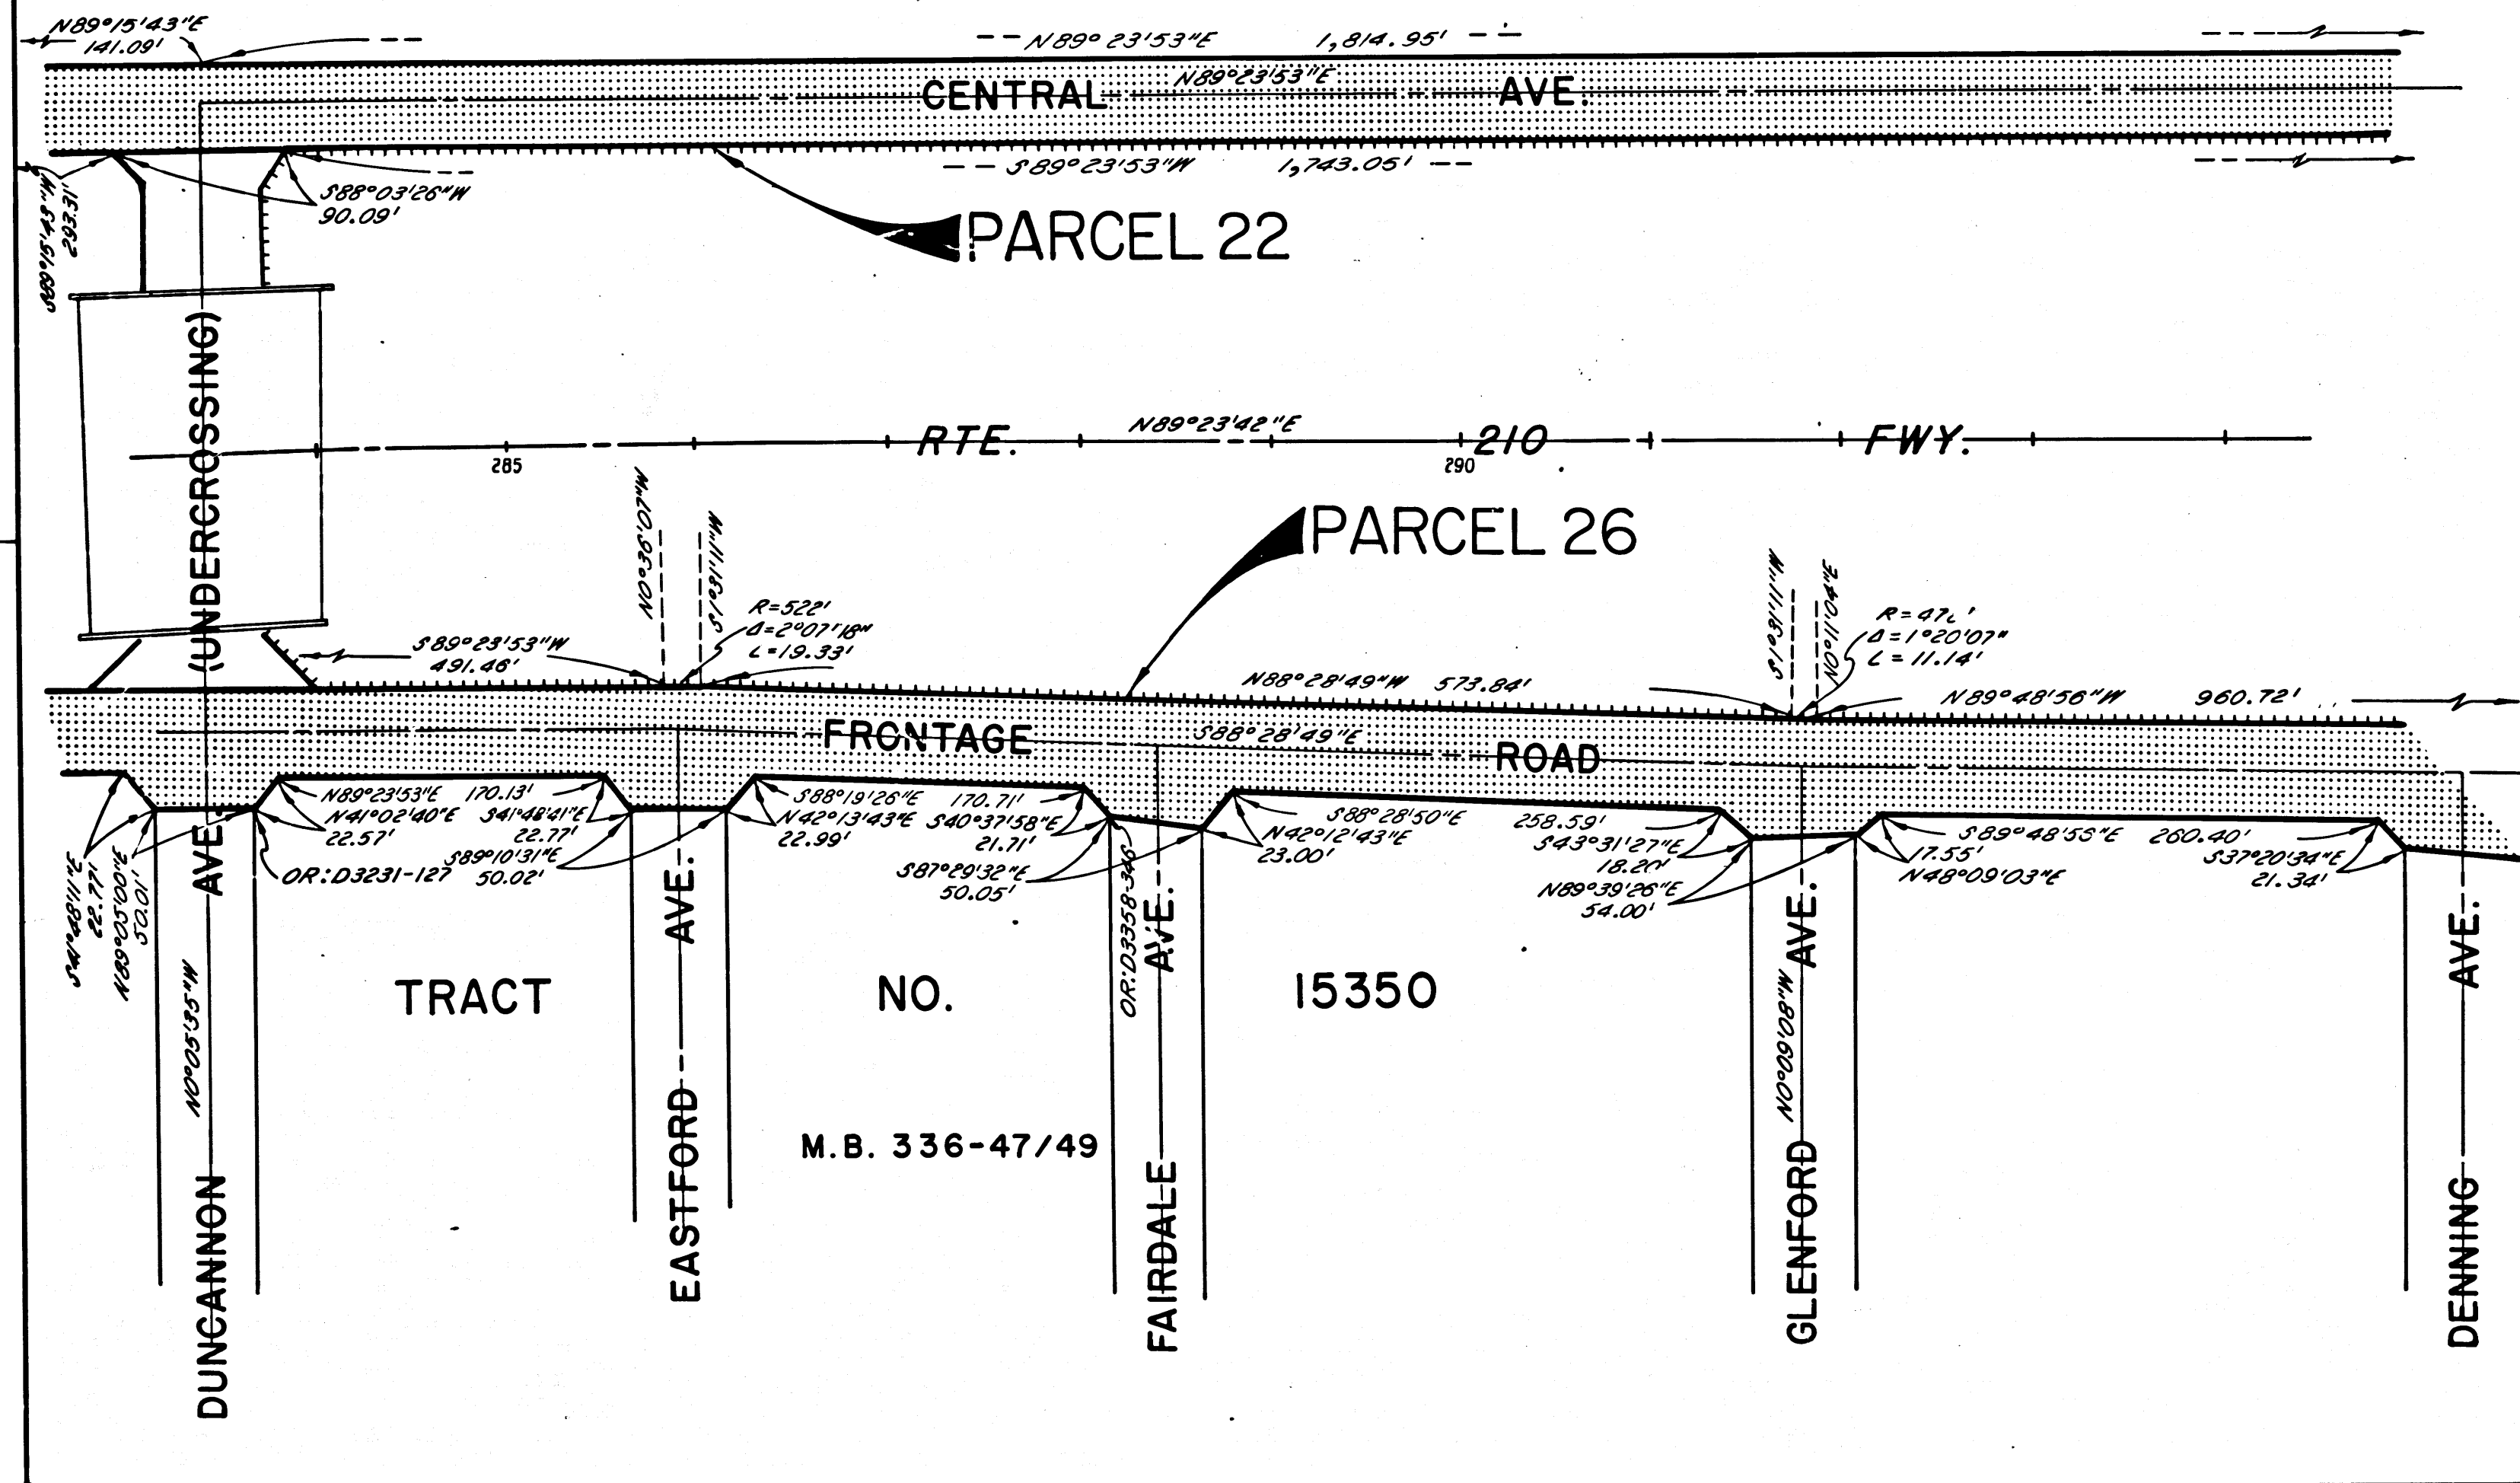 N89°15'43"E
141.09'
N89°23'53"E 1,814.95'
N89°23'53"E
CENTRAL AVE.
S89°23'53"W 1,743.05'
S88°03'26"W
90.09'
S89°15'43"W
293.31'
PARCEL 22
(UNDERCROSSING)
N89°23'42"E
RTE. 210 FWY.
285
290
PARCEL 26
N0°36'07"W
S1°31'11"W
R=522'
Δ=2°07'18"
L=19.33'
S89°23'53"W
491.46'
S1°31'11"W
N0°11'04"E
Δ=1°20'07"
L=11.14'
N88°28'49"W 573.84'
N89°48'56"W 960.72'
FRONTAGE ROAD
S88°28'49"E
N89°23'53"E 170.13'
N41°02'40"E
22.57'
S41°48'41"E
22.77'
S89°10'31"E
50.02'
OR:D3231-127
S41°48'11"E
22.77'
N89°05'00"E
50.01'
S88°19'26"E 170.71'
N42°13'43"E
22.99'
S40°37'58"E
21.71'
S87°29'32"E
50.05'
OR:D3358-346
S88°28'50"E 258.59'
N42°12'43"E
23.00'
S43°31'27"E
18.20'
N89°39'26"E
54.00'
S89°48'56"E 260.40'
17.55'
N48°09'03"E
S37°20'34"E
21.34'
TRACT NO. 15350
M.B. 336-47/49
N0°05'35"W
DUCANNON AVE.
EASTFORD AVE.
FAIRDALE AVE.
N0°09'08"W
GLENFORD AVE.
DENNING AVE.